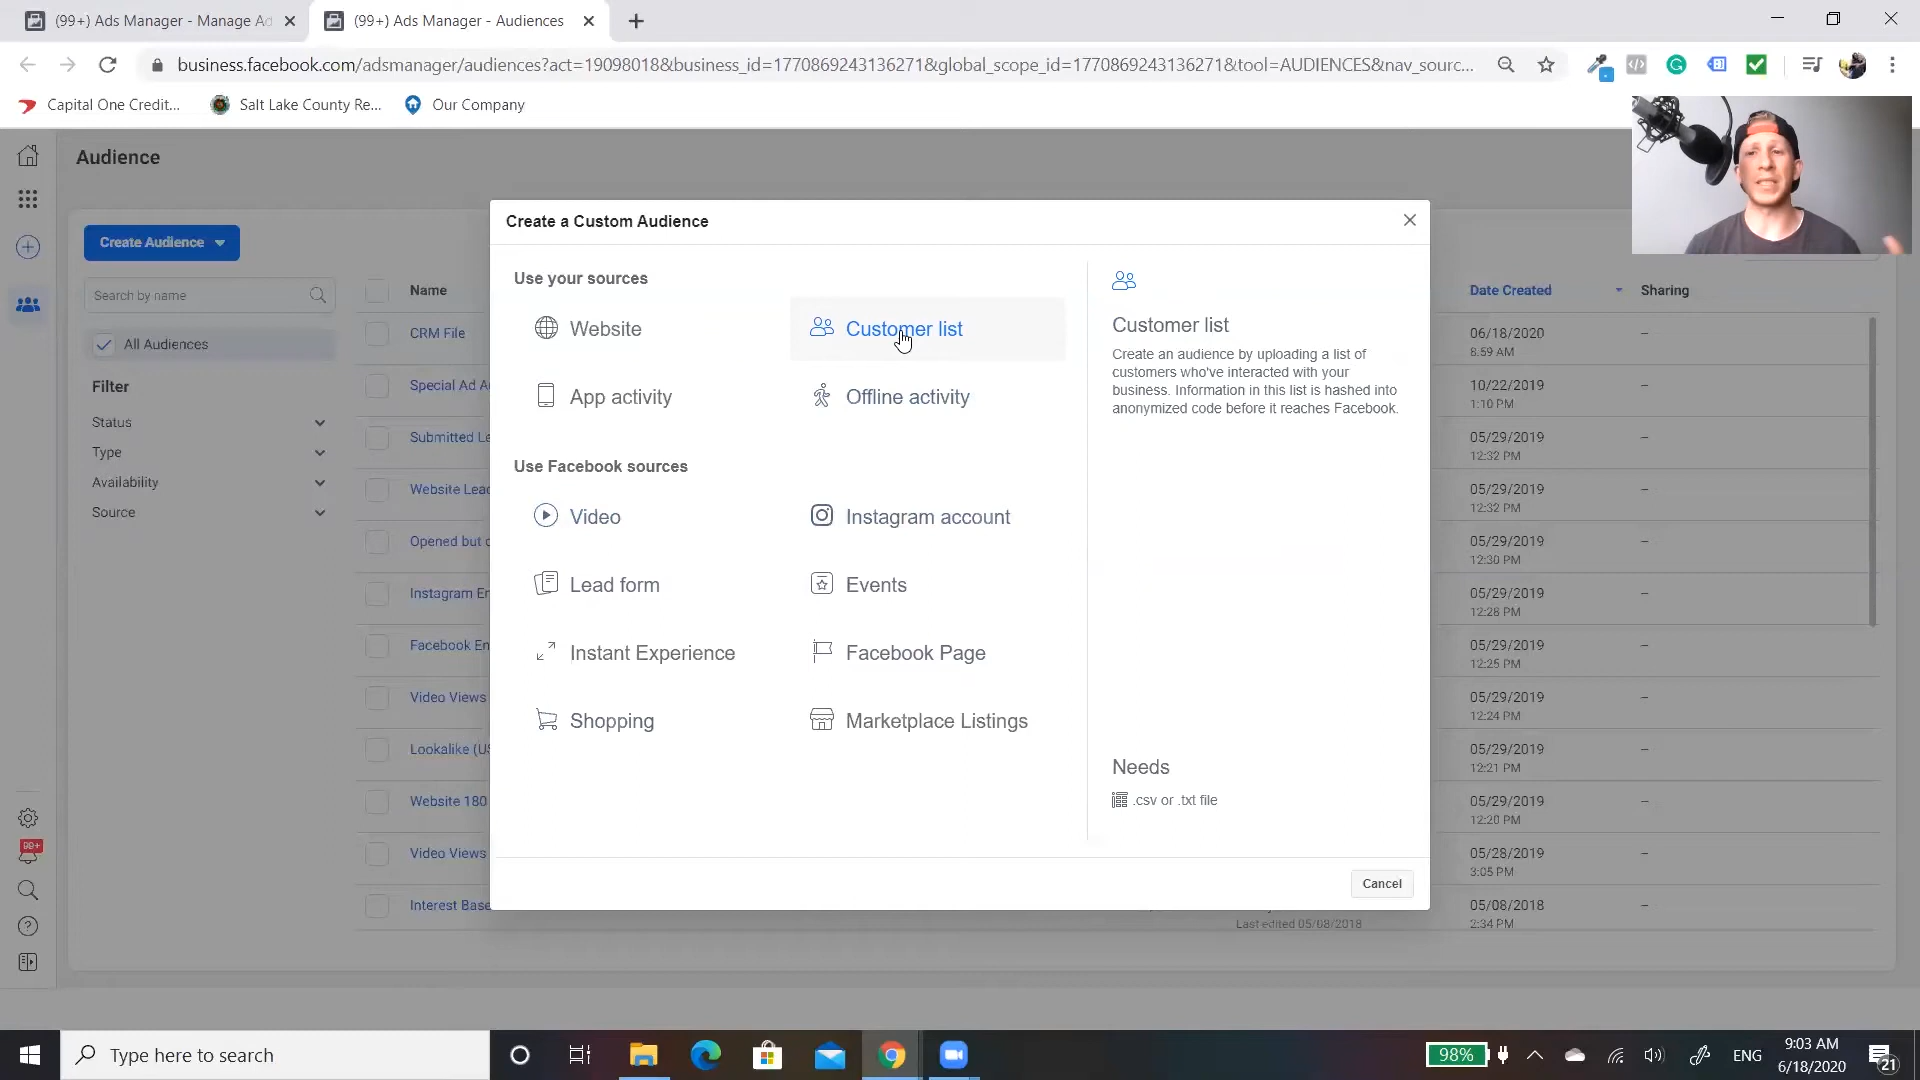 (99+) Ads Manager - Manage Ad
(99+) Ads Manager - Audiences
business.facebook.com/adsmanager/audiences?act=19098018&business_id=1770869243136271&global_scope_id=1770869243136271&tool=AUDIENCES&nav_sourc...
Capital One Credit...
Salt Lake County Re...
Our Company
Audience
Create Audience
Search by name
All Audiences
Filter
Status
Type
Availability
Source
Name
Date Created
Sharing
CRM File
06/18/2020
8:59 AM
–
Special Ad A
10/22/2019
1:10 PM
–
Submitted Le
05/29/2019
12:32 PM
–
Website Lead
05/29/2019
12:32 PM
–
Opened but
05/29/2019
12:30 PM
–
Instagram En
05/29/2019
12:28 PM
–
Facebook En
05/29/2019
12:25 PM
–
Video Views
05/29/2019
12:24 PM
–
Lookalike (US
05/29/2019
12:21 PM
–
Website 180
05/29/2019
12:20 PM
–
Video Views
05/28/2019
3:05 PM
–
Interest Base
Last edited 05/08/2018
05/08/2018
2:34 PM
–
Create a Custom Audience
Use your sources
Website
Customer list
App activity
Offline activity
Use Facebook sources
Video
Instagram account
Lead form
Events
Instant Experience
Facebook Page
Shopping
Marketplace Listings
Customer list
Create an audience by uploading a list of
customers who've interacted with your
business. Information in this list is hashed into
anonymized code before it reaches Facebook.
Needs
.csv or .txt file
Cancel
99+
Type here to search
98%
ENG
9:03 AM
6/18/2020
21